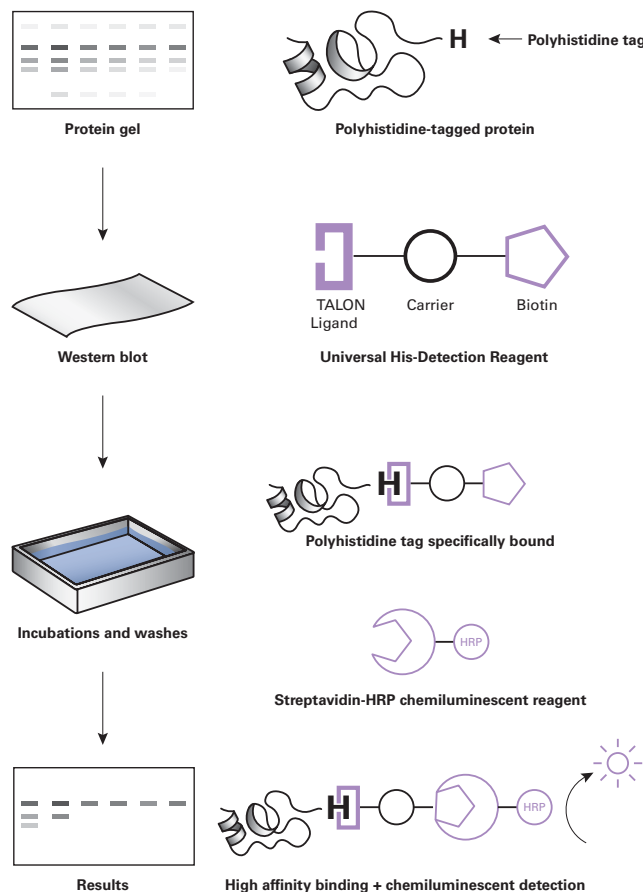 H
Polyhistidine tag
Protein gel
Polyhistidine-tagged protein
TALON
Ligand
Carrier
Biotin
Western blot
Universal His-Detection Reagent
H
Polyhistidine tag specifically bound
Incubations and washes
HRP
Streptavidin-HRP chemiluminescent reagent
H
HRP
Results
High affinity binding + chemiluminescent detection